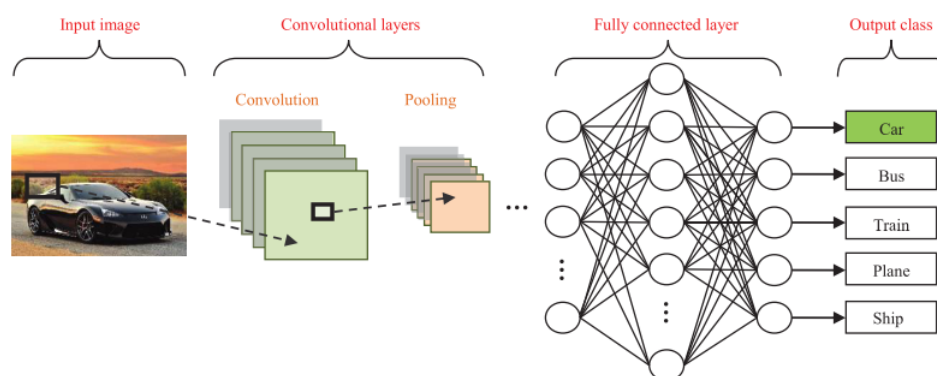 Input image
Convolutional layers
Fully connected layer
Output class
Convolution
Pooling
Car
Bus
Train
Plane
Ship